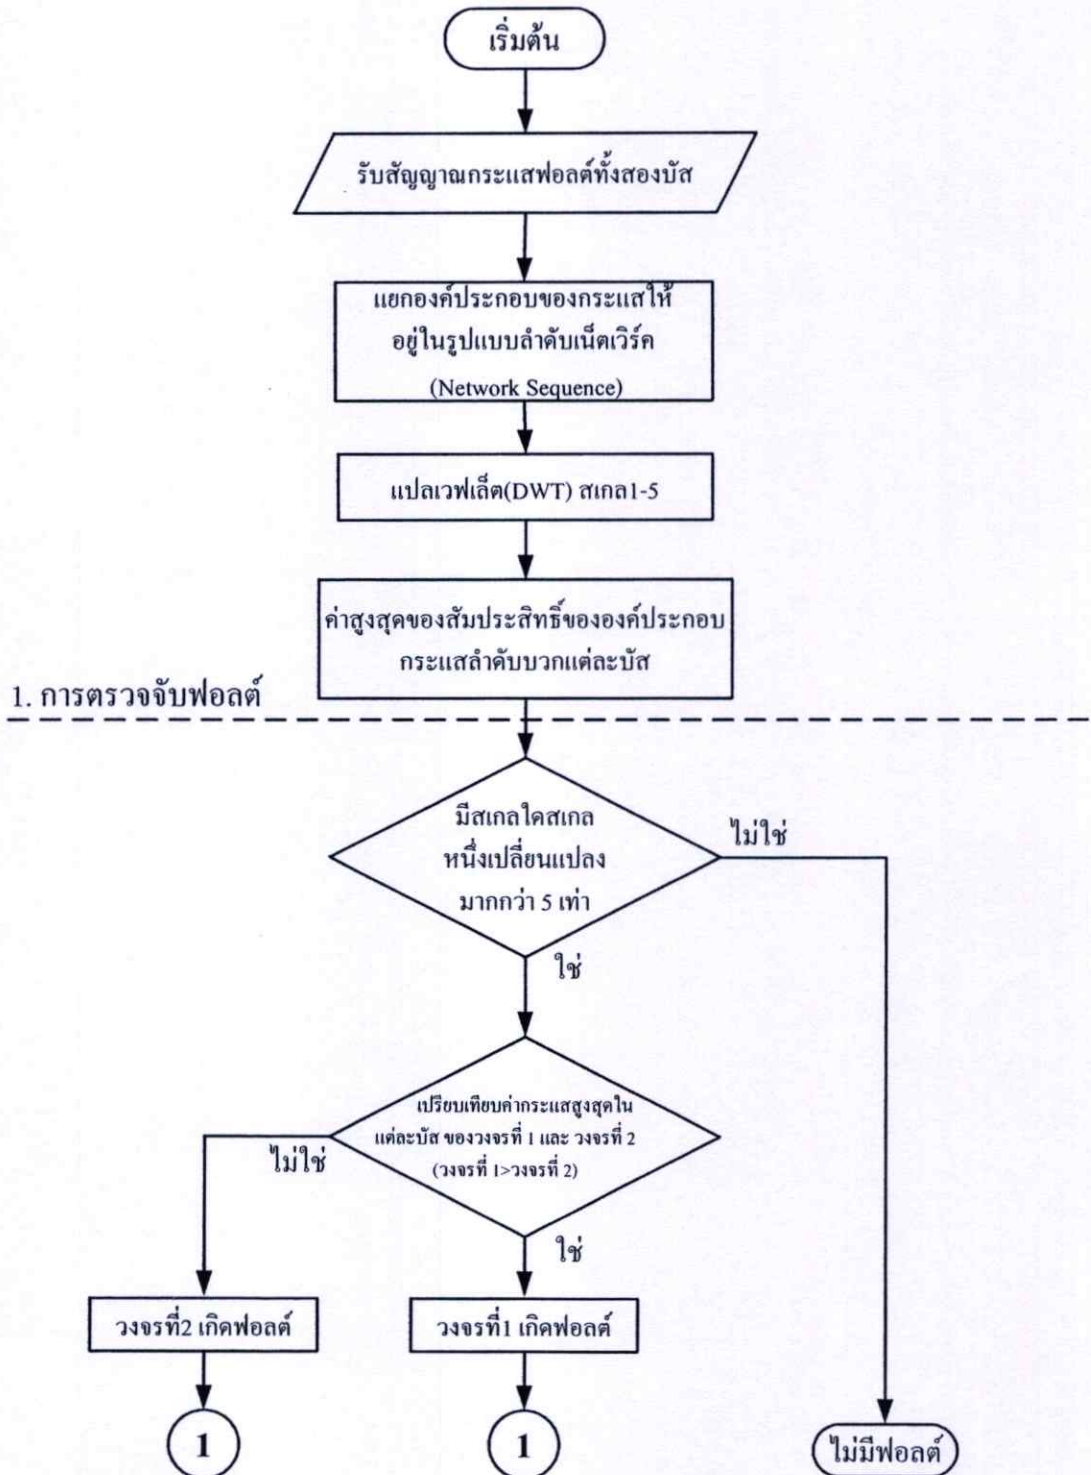 เริ่มต้น
รับสัญญาณกระแสฟอลต์ทั้งสองบัส
แยกองค์ประกอบของกระแสให้
อยู่ในรูปแบบลำดับเน็ตเวิร์ค
(Network Sequence)
แปลเวฟเล็ต(DWT) สเกล1-5
ค่าสูงสุดของสัมประสิทธิ์ขององค์ประกอบ
กระแสลำดับบวกแต่ละบัส
1. การตรวจจับฟอลต์
มีสเกลใดสเกล
หนึ่งเปลี่ยนแปลง
มากกว่า 5 เท่า
ไม่ใช่
ใช่
เปรียบเทียบค่ากระแสสูงสุดใน
แต่ละบัส ของวงจรที่ 1 และ วงจรที่ 2
(วงจรที่ 1>วงจรที่ 2)
ไม่ใช่
ใช่
วงจรที่2 เกิดฟอลต์
วงจรที่1 เกิดฟอลต์
1
1
ไม่มีฟอลต์